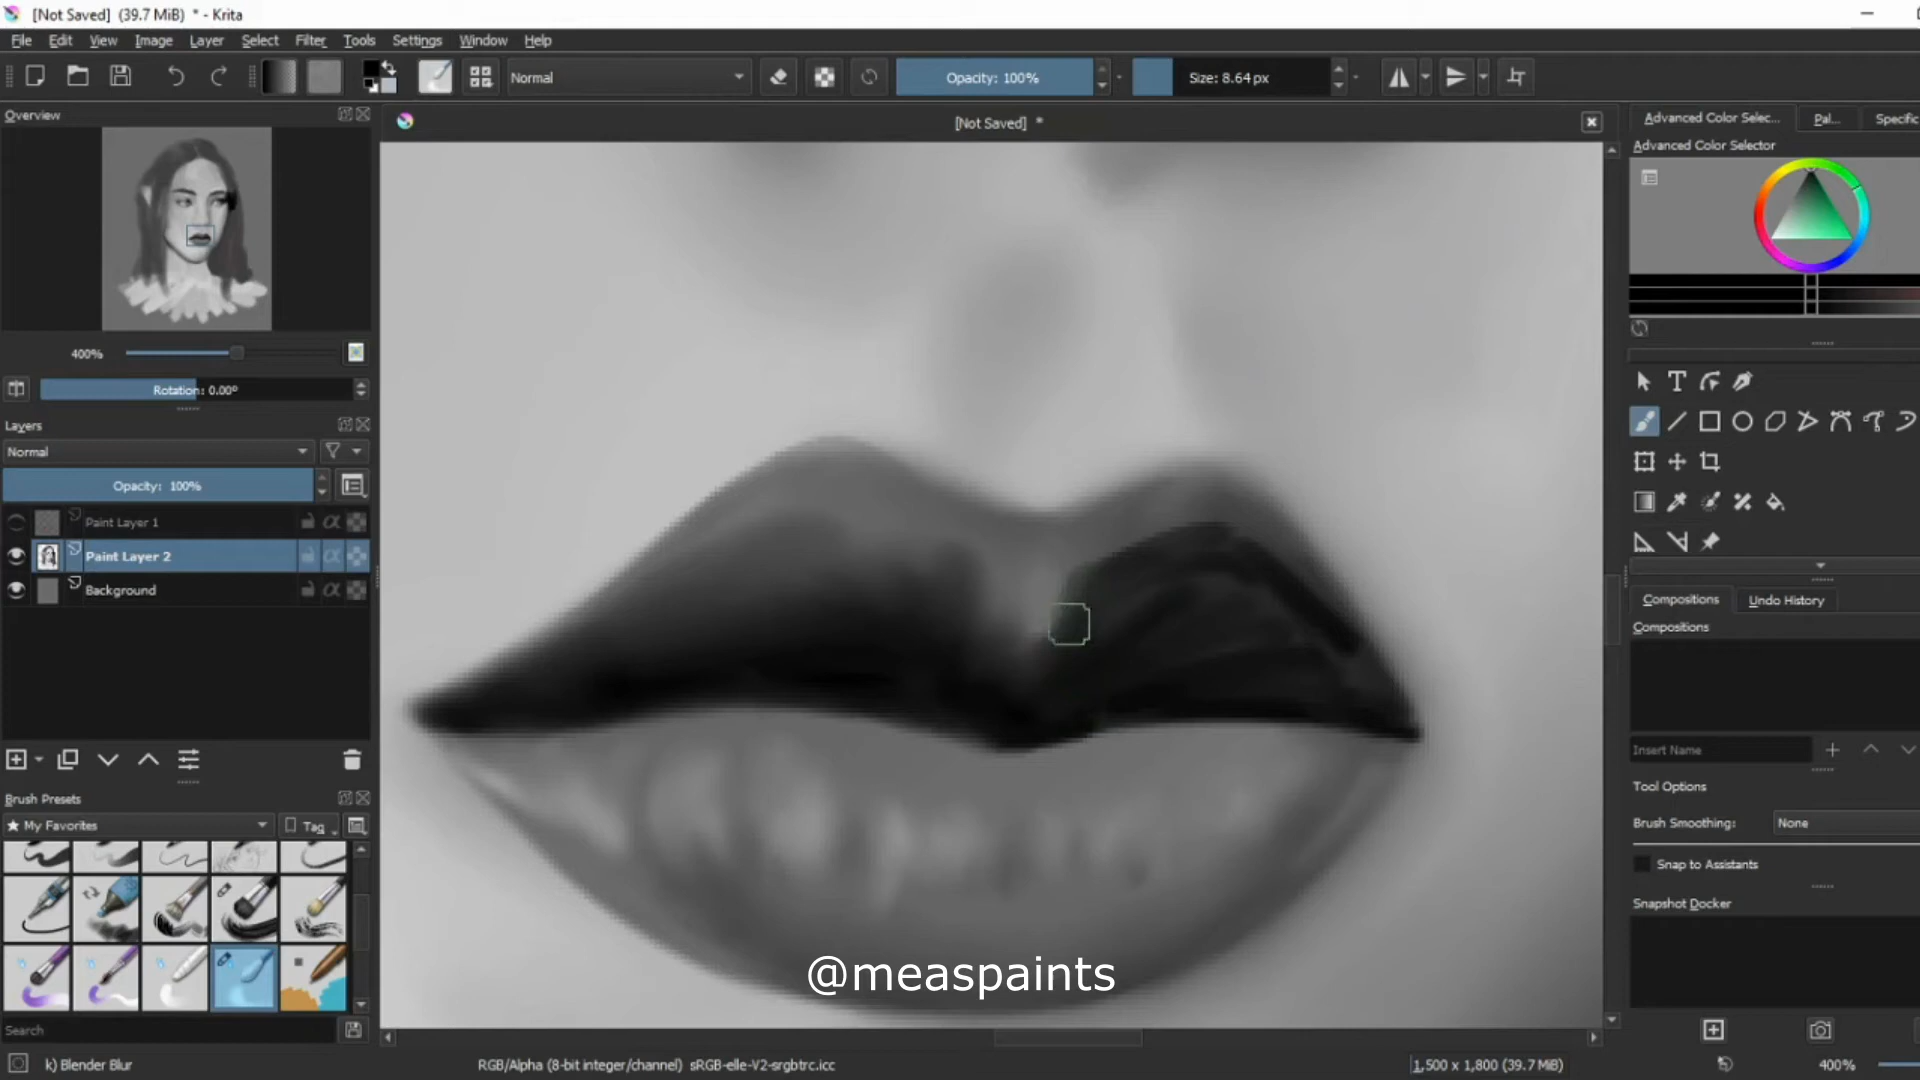 [Not Saved] (39.7 MiB) * - Krita
File Edit View Image Layer Select Filter Tools Settings Window Help
Normal Opacity: 100% Size: 8.64 px
Overview
[Not Saved] *
Advanced Color Selec... Pal... Specific
Advanced Color Selector
400%
Rotation: 0.00°
Layers
Normal
Opacity: 100%
Paint Layer 1
Paint Layer 2
Background
Compositions Undo History
Compositions
Insert Name
Tool Options
Brush Presets
My Favorites Tag
Brush Smoothing: None
Snap to Assistants
Snapshot Docker
@measpaints
Search
k) Blender Blur
RGB/Alpha (8-bit integer/channel) sRGB-elle-V2-srgbtrc.icc
1,500 x 1,800 (39.7 MiB)
400%